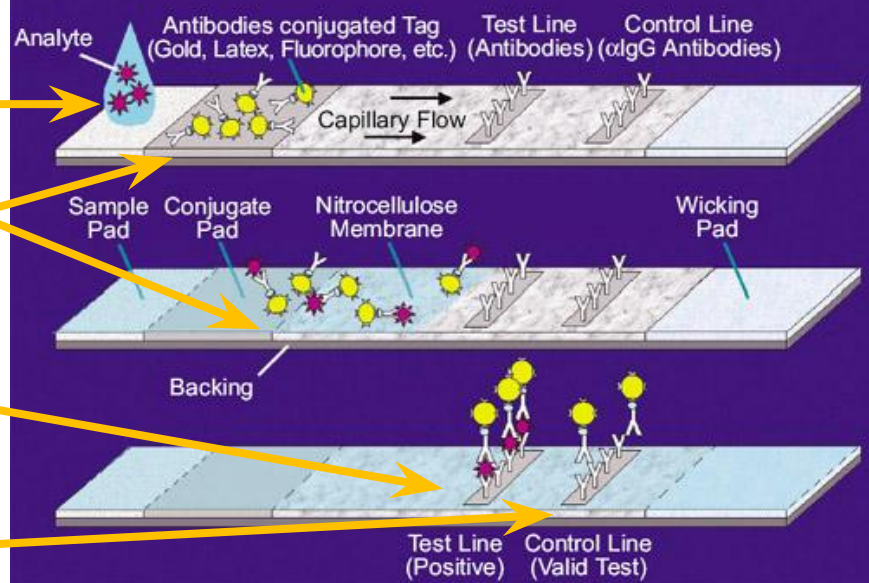 Analyte
Antibodies conjugated Tag
(Gold, Latex, Fluorophore, etc.)
Test Line
(Antibodies)
Control Line
(αIgG Antibodies)
Capillary Flow
Sample
Pad
Conjugate
Pad
Nitrocellulose
Membrane
Wicking
Pad
Backing
Test Line
(Positive)
Control Line
(Valid Test)